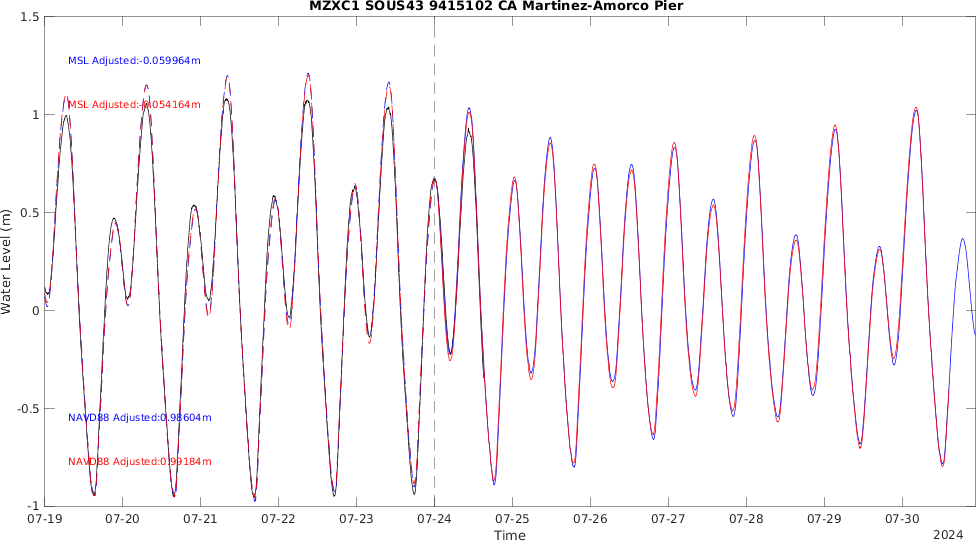 MZXC1 SOUS43 9415102 CA Martinez-Amorco Pier
1.5
MSL Adjusted:-0.059964m
MSL Adjusted:-0.054164m
1
0.5
Water Level (m)
0
-0.5
NAVD88 Adjusted:0.98604m
NAVD88 Adjusted:0.99184m
-1
07-19 07-20 07-21 07-22 07-23 07-24 07-25 07-26 07-27 07-28 07-29 07-30
Time
2024